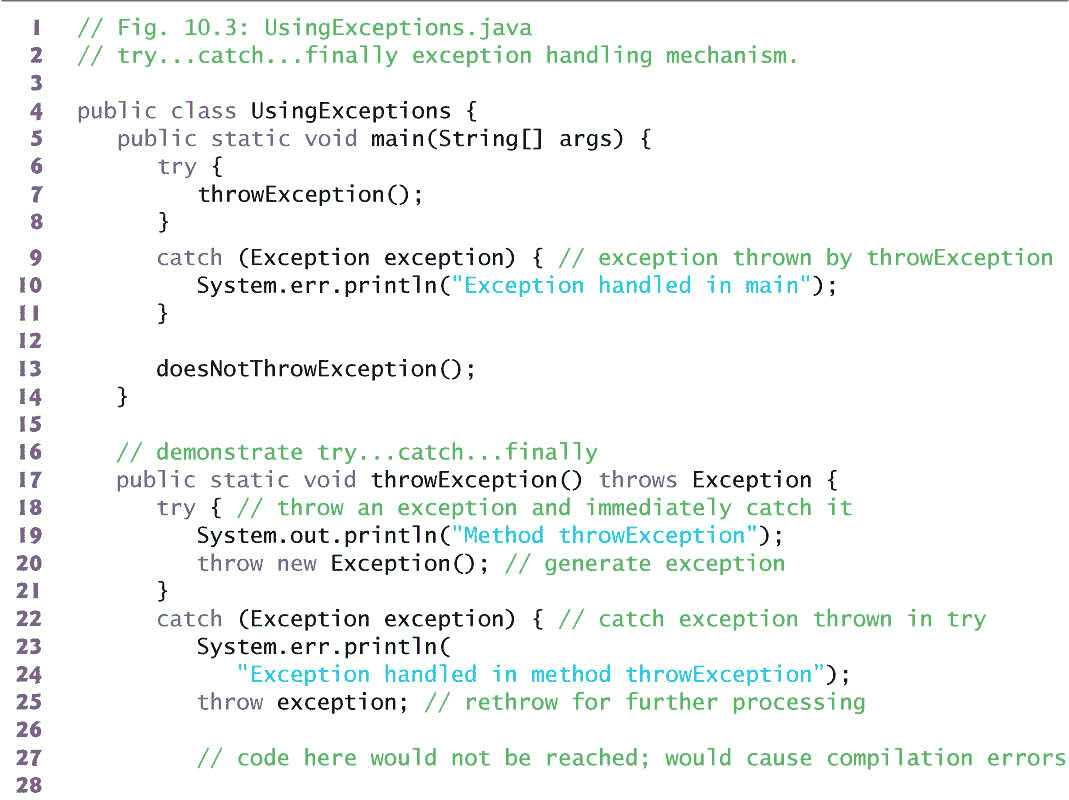 1 // Fig. 10.3: UsingExceptions.java
2 // try...catch...finally exception handling mechanism.
3
4 public class UsingExceptions {
5    public static void main(String[] args) {
6       try {
7          throwException();
8       }
9       catch (Exception exception) { // exception thrown by throwException
10          System.err.println("Exception handled in main");
11       }
12
13       doesNotThrowException();
14    }
15
16    // demonstrate try...catch...finally
17    public static void throwException() throws Exception {
18       try { // throw an exception and immediately catch it
19          System.out.println("Method throwException");
20          throw new Exception(); // generate exception
21       }
22       catch (Exception exception) { // catch exception thrown in try
23          System.err.println(
24             "Exception handled in method throwException");
25          throw exception; // rethrow for further processing
26
27          // code here would not be reached; would cause compilation errors
28